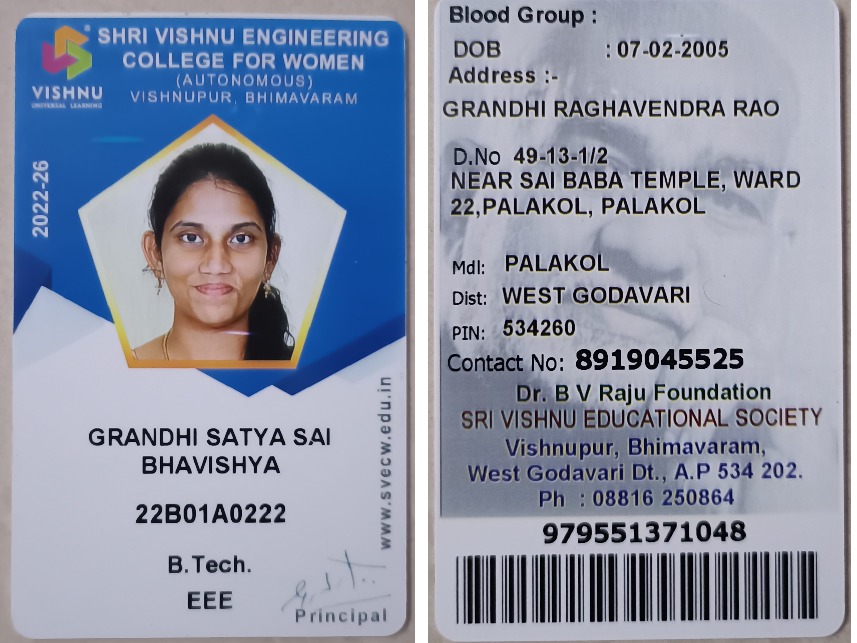 SHRI VISHNU ENGINEERING
COLLEGE FOR WOMEN
(AUTONOMOUS)
VISHNUPUR, BHIMAVARAM
VISHNU
UNIVERSAL LEARNING
2022-26
GRANDHI SATYA SAI
BHAVISHYA
22B01A0222
B.Tech.
EEE
Principal
www.svecw.edu.in
Blood Group :
DOB : 07-02-2005
Address :-
GRANDHI RAGHAVENDRA RAO
D.No 49-13-1/2
NEAR SAI BABA TEMPLE, WARD
22,PALAKOL, PALAKOL
Mdl: PALAKOL
Dist: WEST GODAVARI
PIN: 534260
Contact No: 8919045525
Dr. B V Raju Foundation
SRI VISHNU EDUCATIONAL SOCIETY
Vishnupur, Bhimavaram,
West Godavari Dt., A.P 534 202.
Ph : 08816 250864
979551371048